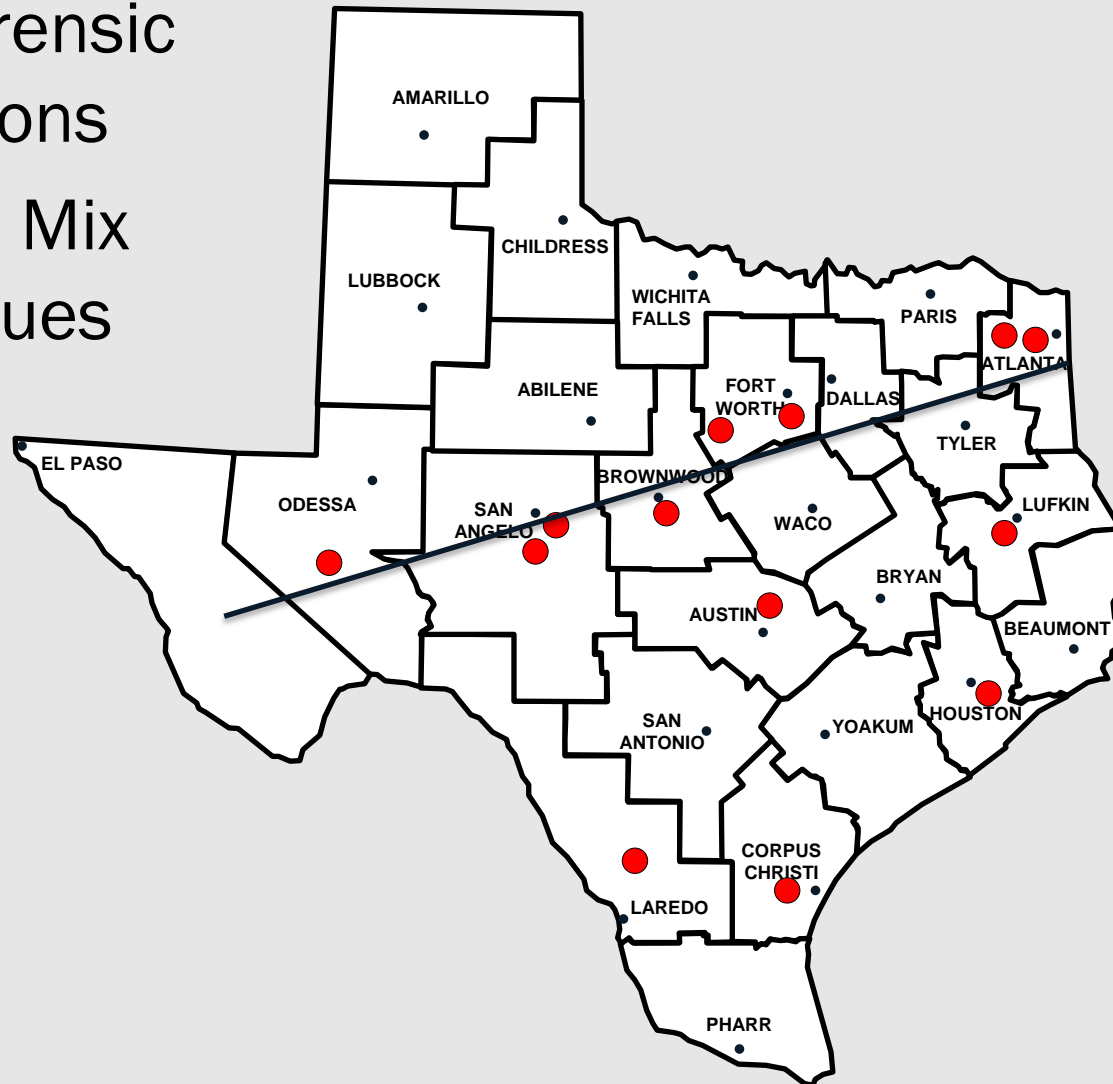 rensic
ons
Mix
ues
AMARILLO
CHILDRESS
LUBBOCK
WICHITA
FALLS
PARIS
ATLANTA
ABILENE
FORT
WORTH
DALLAS
TYLER
EL PASO
BROWNWOOD
ODESSA
SAN
ANGELO
WACO
LUFKIN
BRYAN
AUSTIN
BEAUMONT
HOUSTON
SAN
ANTONIO
YOAKUM
CORPUS
CHRISTI
LAREDO
PHARR